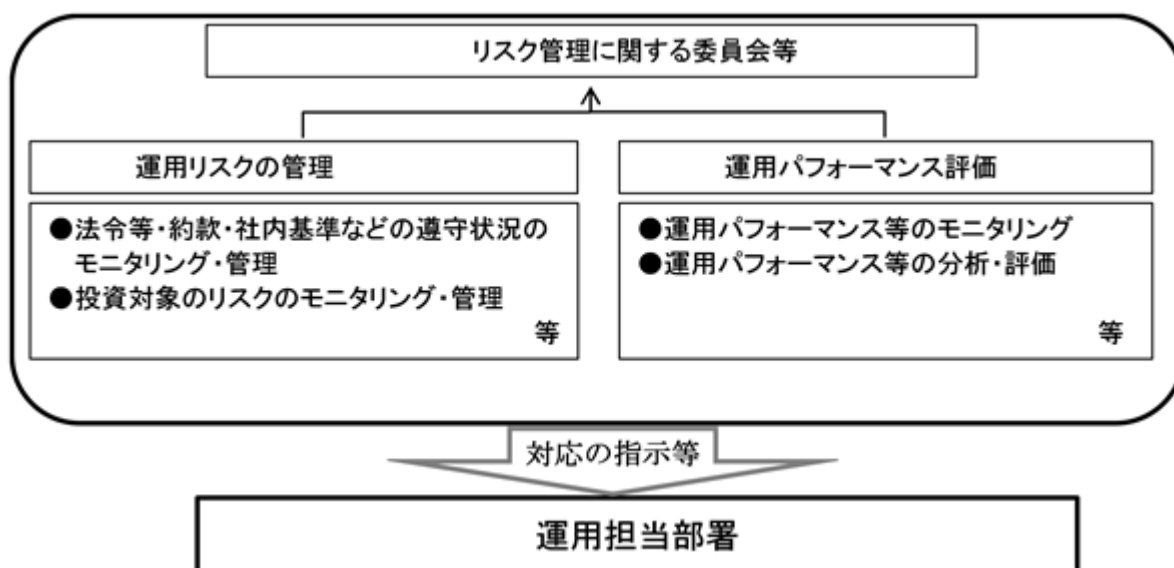 リスク管理に関する委員会等
運用リスクの管理
●法令等・約款・社内基準などの遵守状況の
モニタリング・管理
●投資対象のリスクのモニタリング・管理
等
運用パフォーマンス評価
●運用パフォーマンス等のモニタリング
●運用パフォーマンス等の分析・評価
等
対応の指示等
運用担当部署